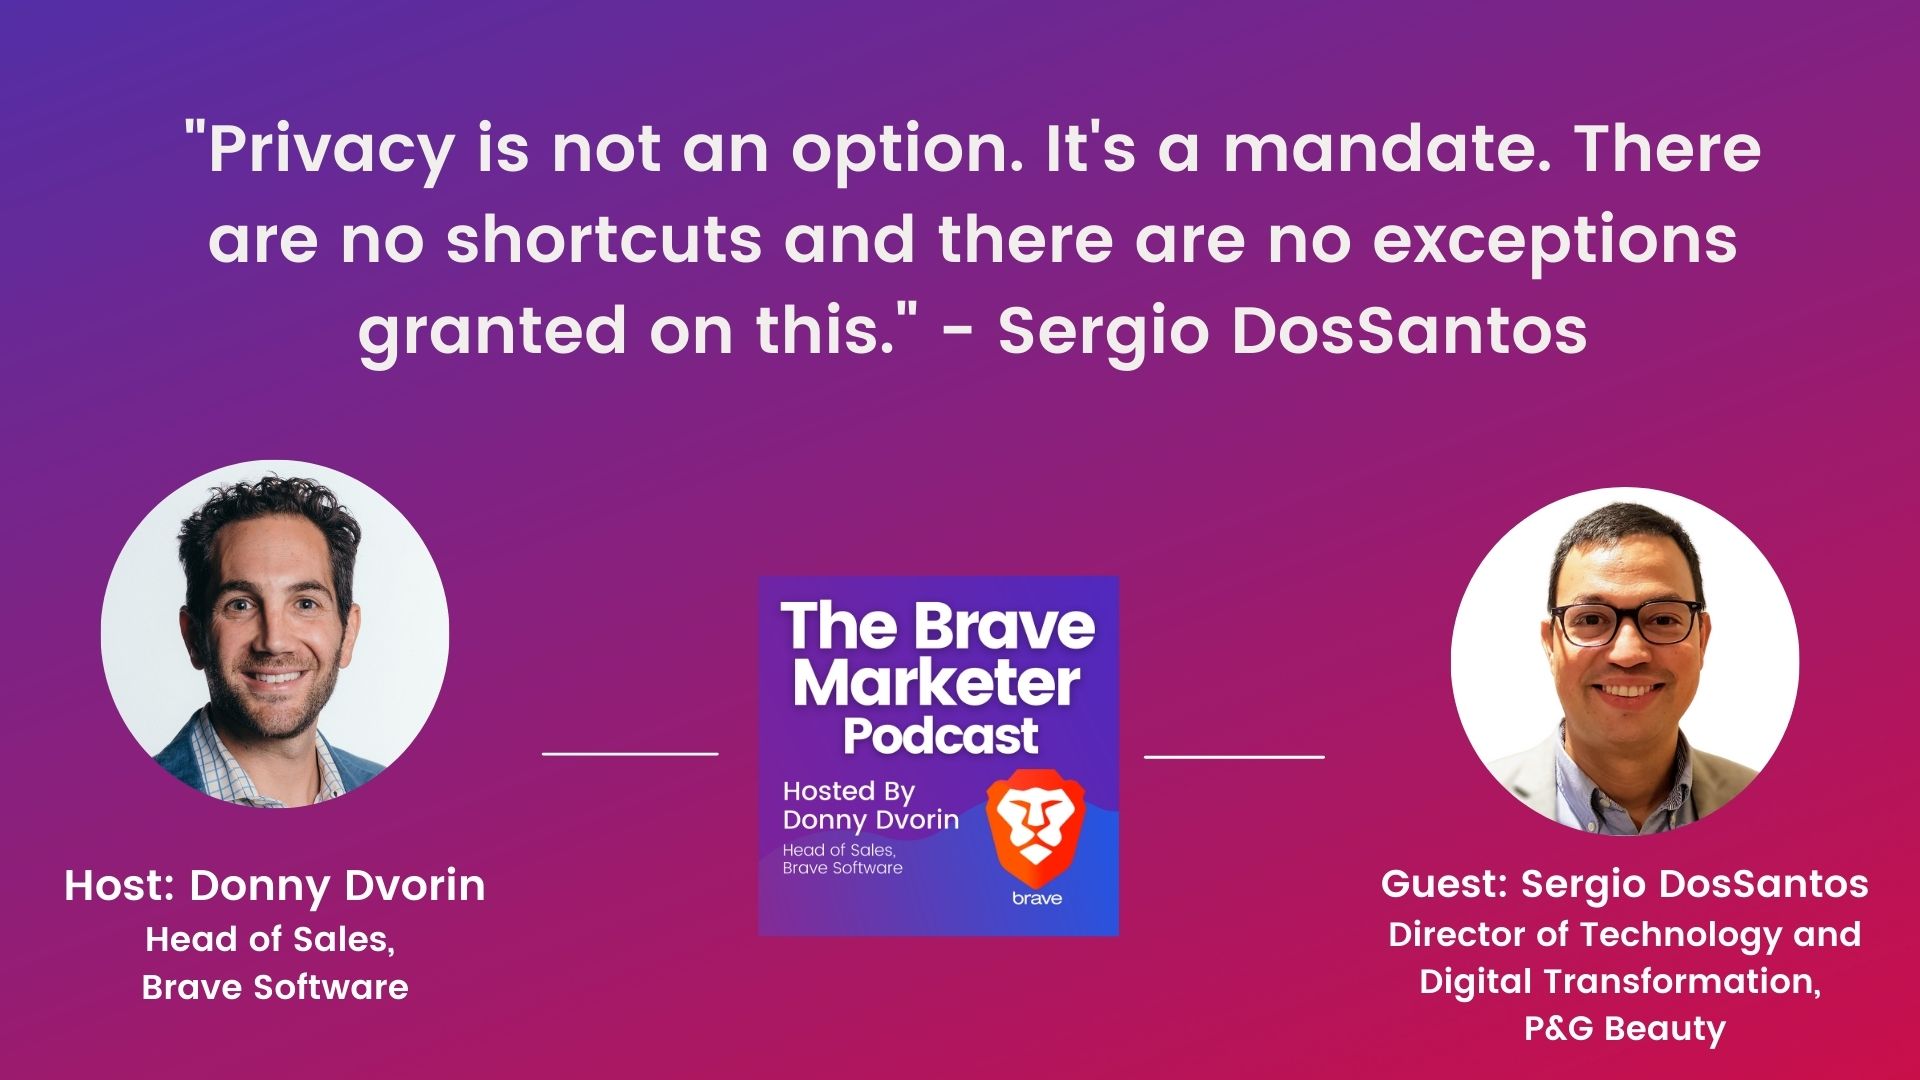 "Privacy is not an option. It's a mandate. There
are no shortcuts and there are no exceptions
granted on this." - Sergio DosSantos
The Brave
Marketer
Podcast
Hosted By
Donny Dvorin
Head of Sales,
Brave Software
brave
Host: Donny Dvorin
Head of Sales,
Brave Software
Guest: Sergio DosSantos
Director of Technology and
Digital Transformation,
P&G Beauty